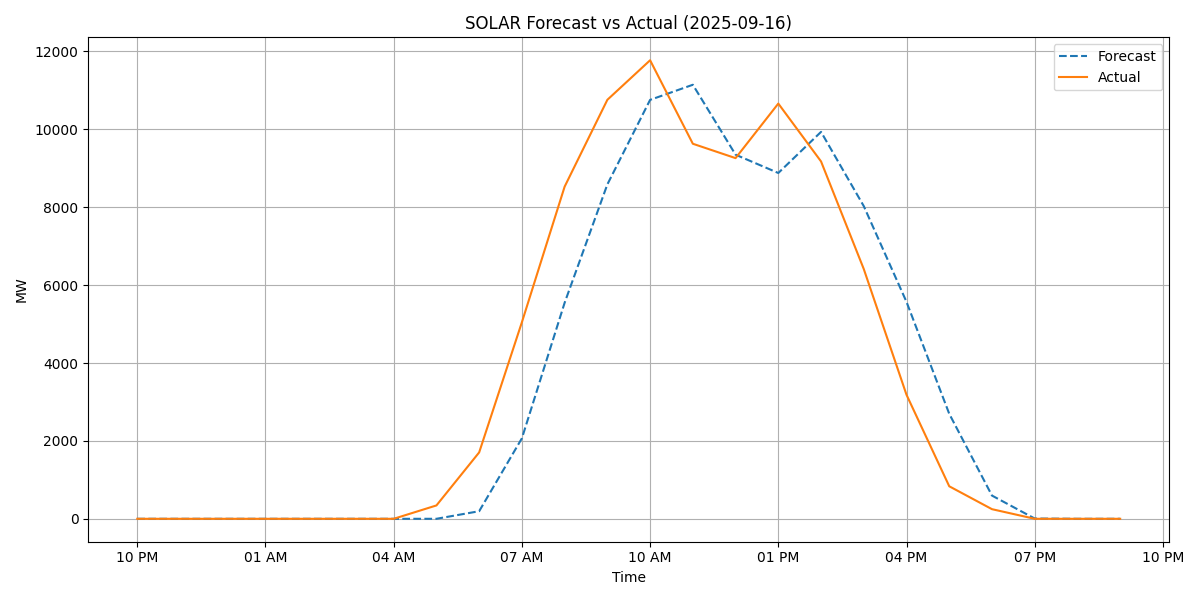 SOLAR Forecast vs Actual (2025-09-16)
Forecast
Actual
12000
10000
8000
6000
4000
2000
0
MW
10 PM 01 AM 04 AM 07 AM 10 AM 01 PM 04 PM 07 PM 10 PM
Time